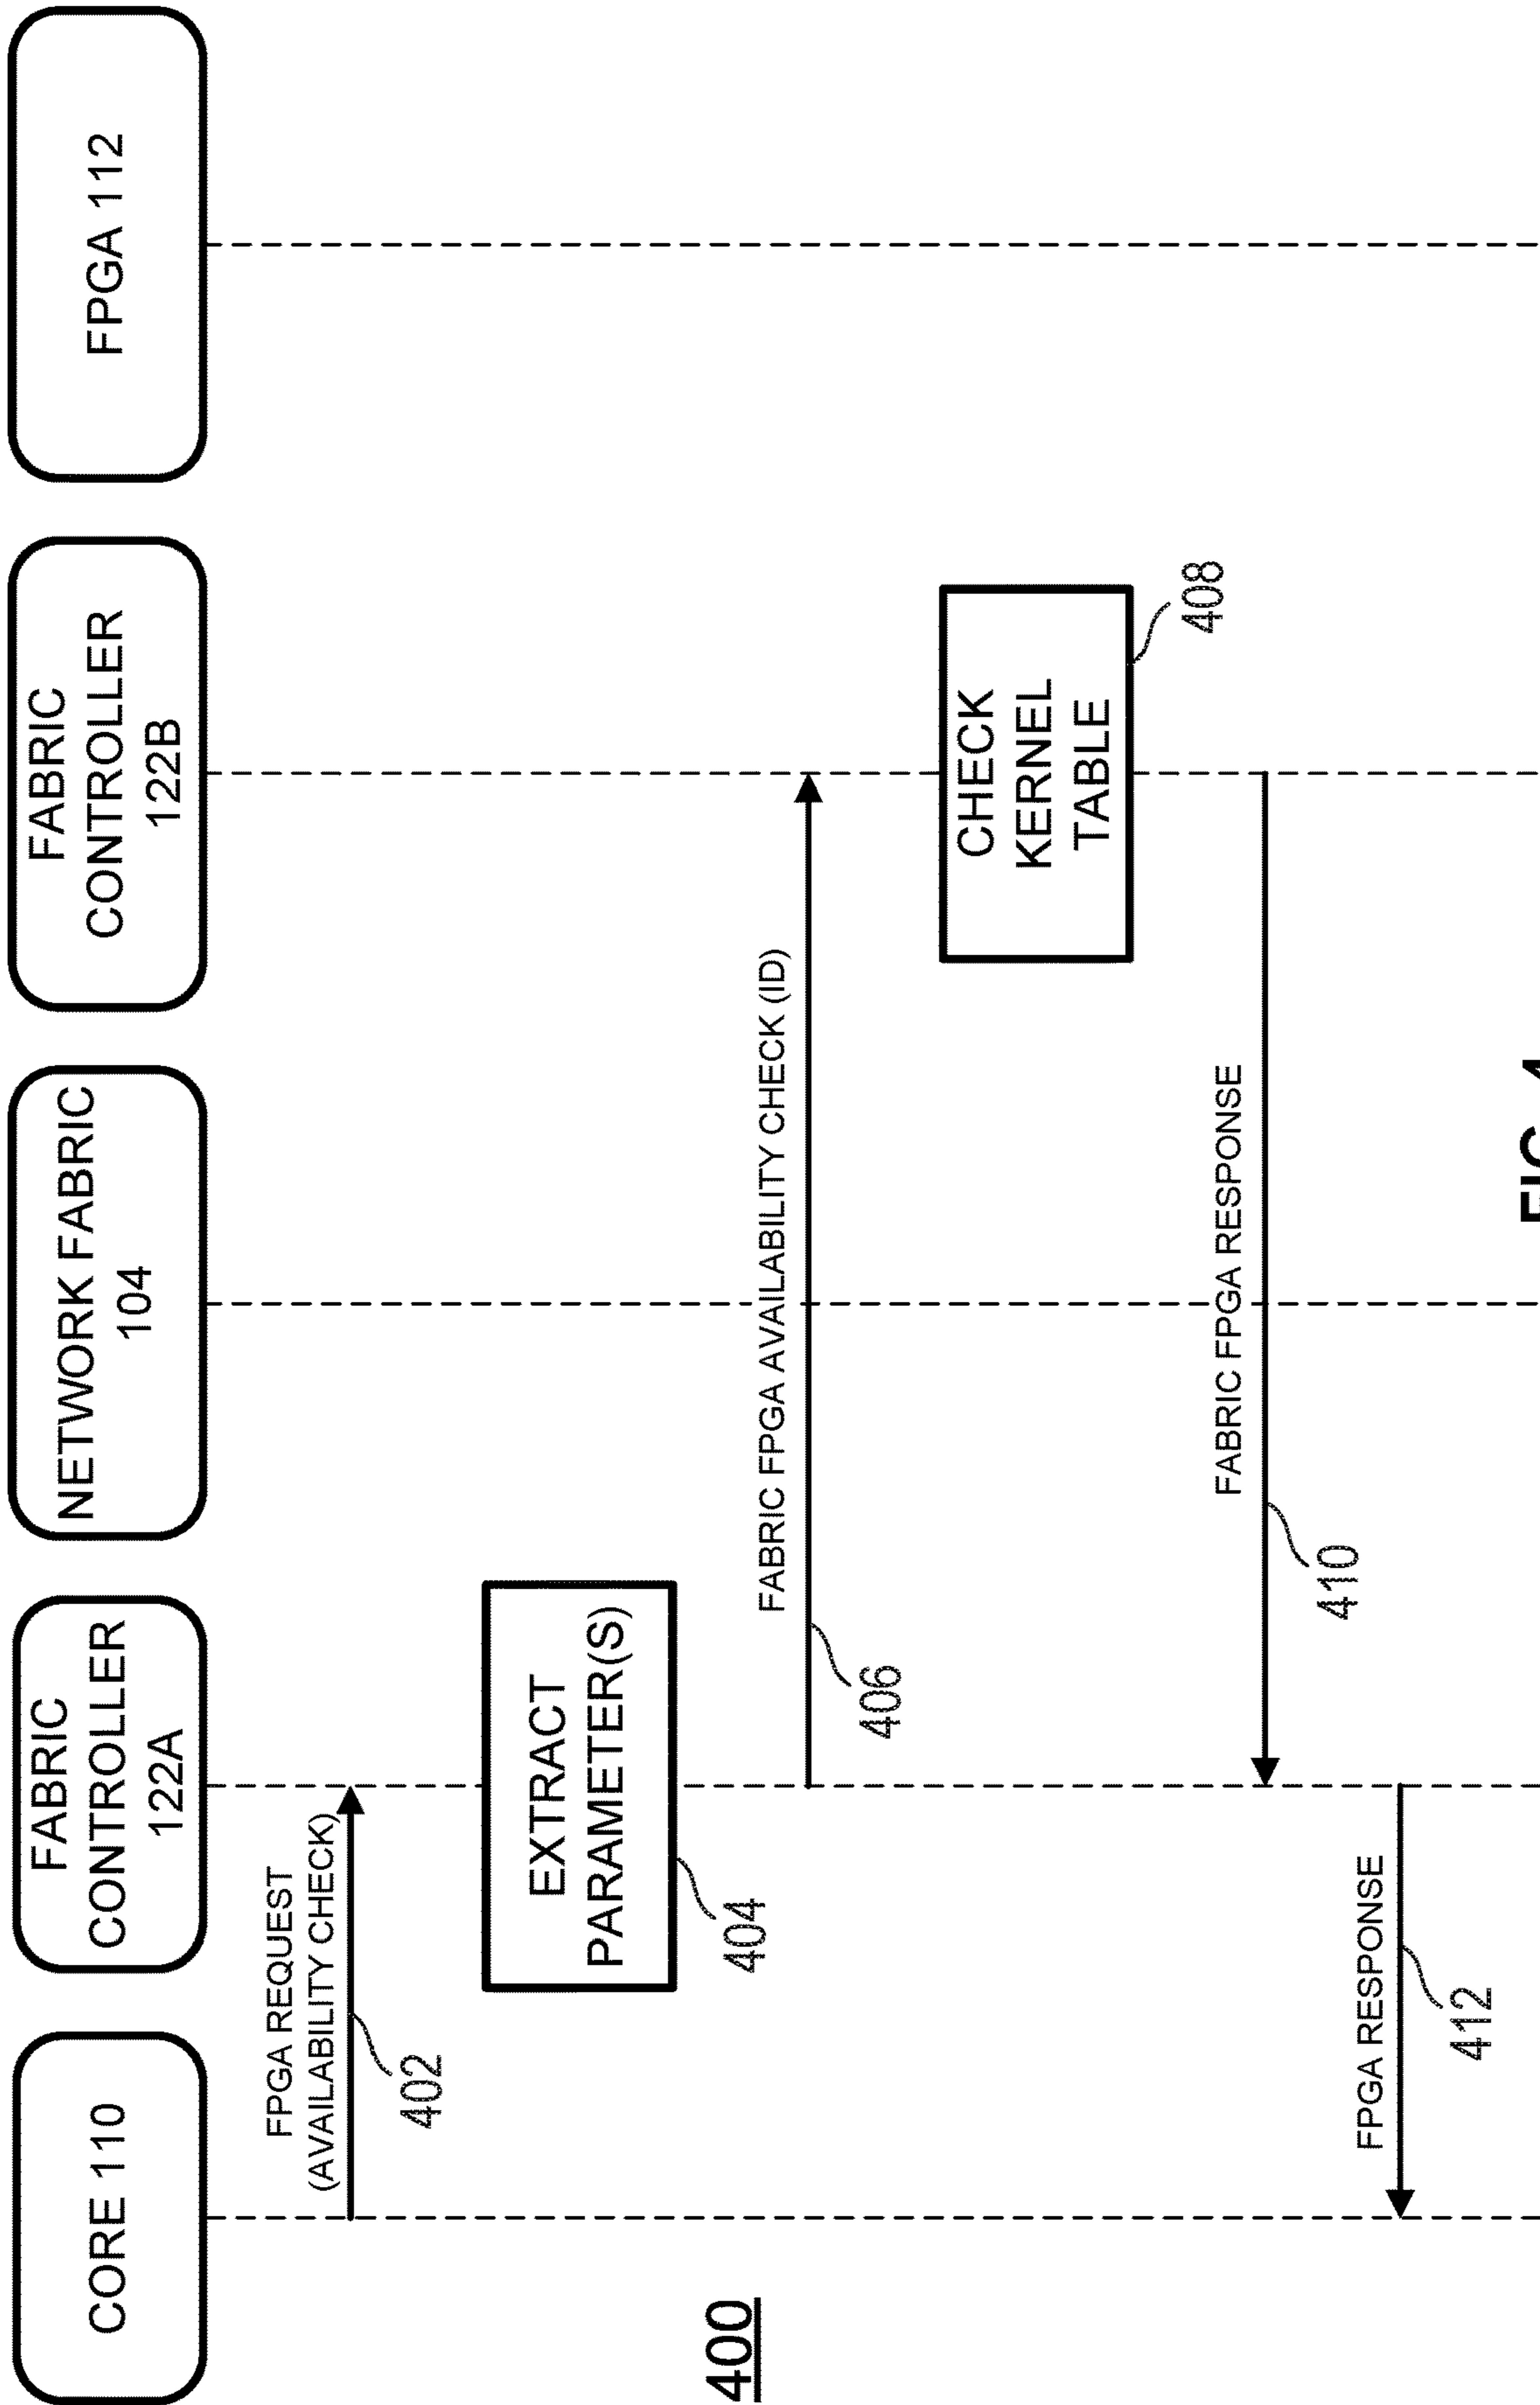 CORE 110
FABRIC
CONTROLLER
122A
NETWORK FABRIC
104
FABRIC
CONTROLLER
122B
FPGA 112
FPGA REQUEST
(AVAILABILITY CHECK)
402
EXTRACT
PARAMETER(S)
404
400
FABRIC FPGA AVAILABILITY CHECK (ID)
406
CHECK
KERNEL
TABLE
408
FABRIC FPGA RESPONSE
410
FPGA RESPONSE
412